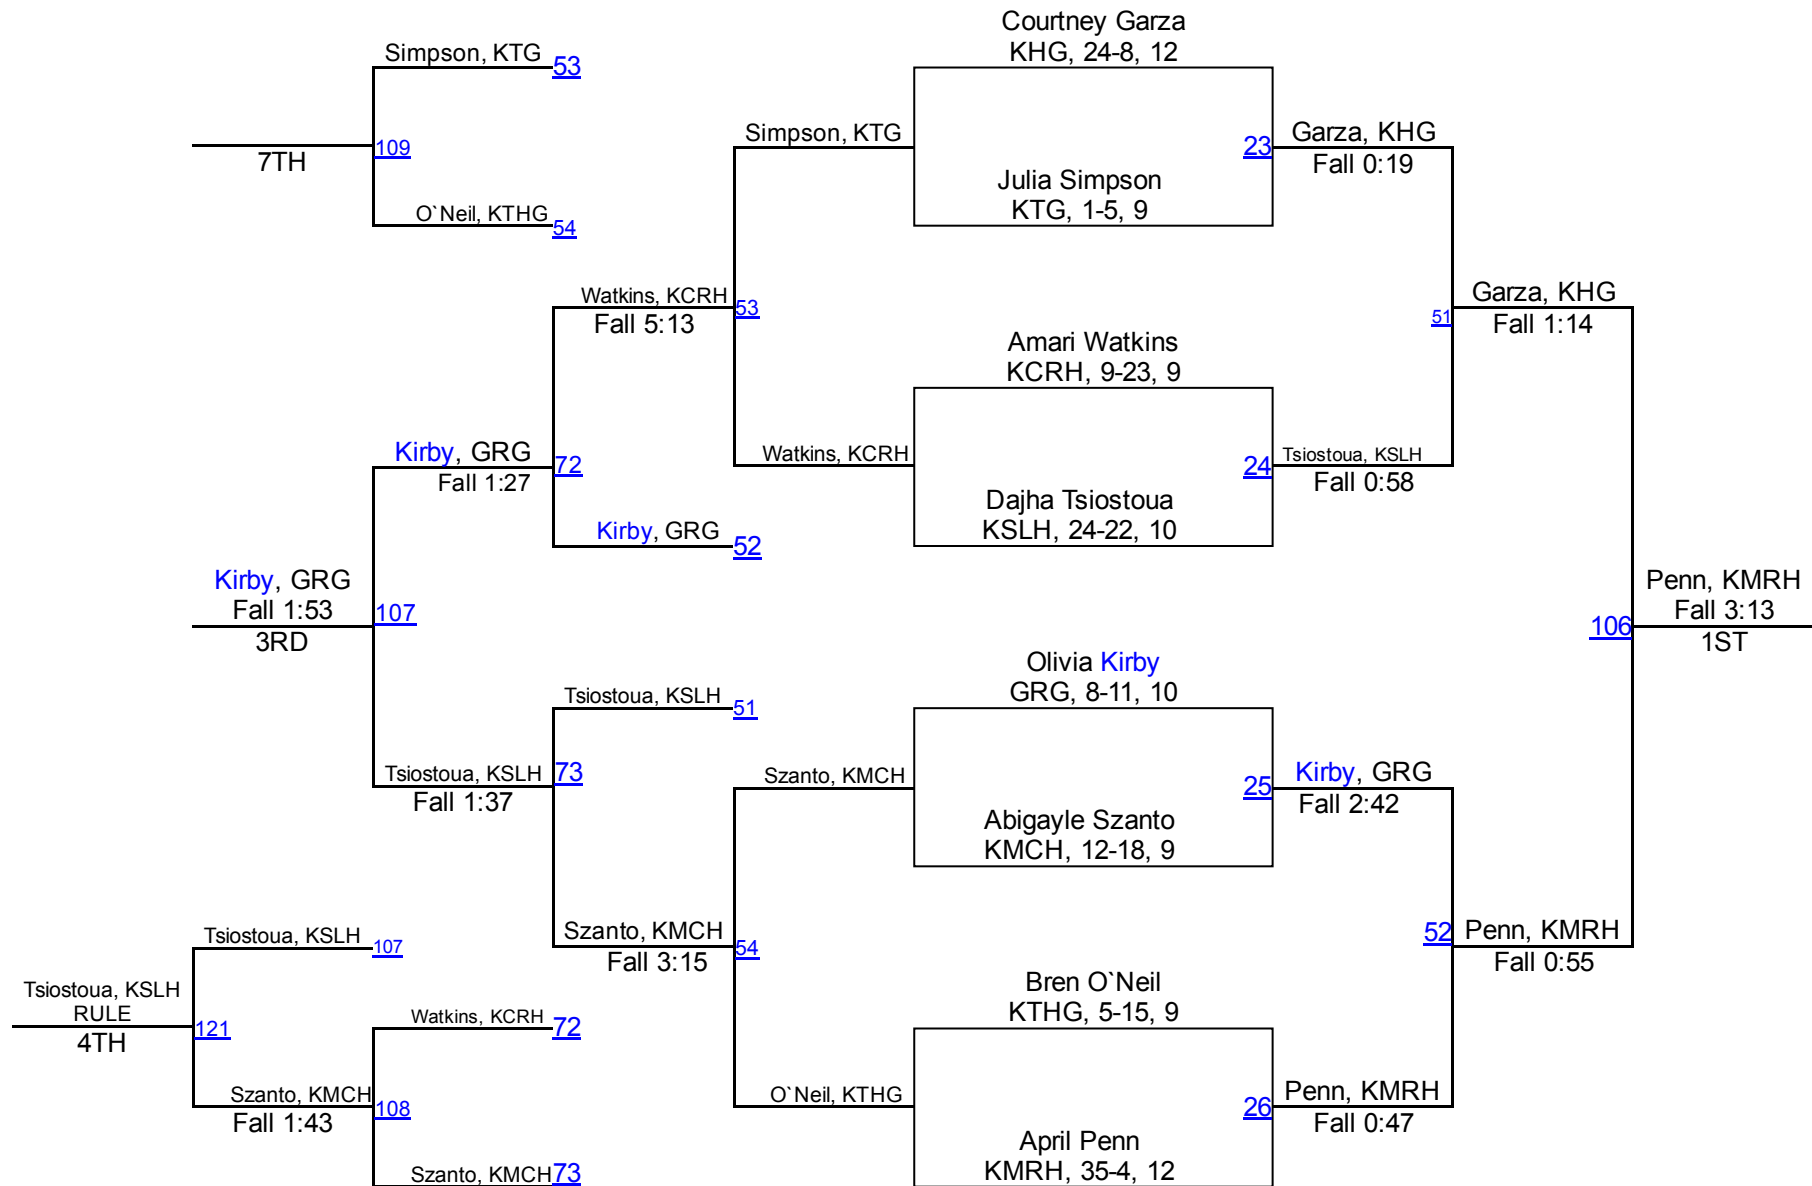 Courtney Garza
KHG, 24-8, 12
Simpson, KTG 53
Simpson, KTG
23 Garza, KHG
Fall 0:19
109
7TH
Julia Simpson
KTG, 1-5, 9
O`Neil, KTHG 54
Watkins, KCRH 53
Fall 5:13
Garza, KHG
51 Fall 1:14
Amari Watkins
KCRH, 9-23, 9
Kirby, GRG 72
Fall 1:27
Watkins, KCRH
24 Tsiostoua, KSLH
Fall 0:58
Dajha Tsiostoua
KSLH, 24-22, 10
Kirby, GRG 52
Kirby, GRG
Fall 1:53 107
3RD
Penn, KMRH
106 Fall 3:13
1ST
Olivia Kirby
GRG, 8-11, 10
Tsiostoua, KSLH 51
Tsiostoua, KSLH 73
Fall 1:37
Szanto, KMCH
25 Kirby, GRG
Fall 2:42
Abigayle Szanto
KMCH, 12-18, 9
Tsiostoua, KSLH 107
Szanto, KMCH 54
Fall 3:15
52 Penn, KMRH
Fall 0:55
Bren O`Neil
KTHG, 5-15, 9
Tsiostoua, KSLH
RULE 121
4TH
Watkins, KCRH 72
Szanto, KMCH 108
Fall 1:43
O`Neil, KTHG
26 Penn, KMRH
Fall 0:47
April Penn
KMRH, 35-4, 12
Szanto, KMCH 73